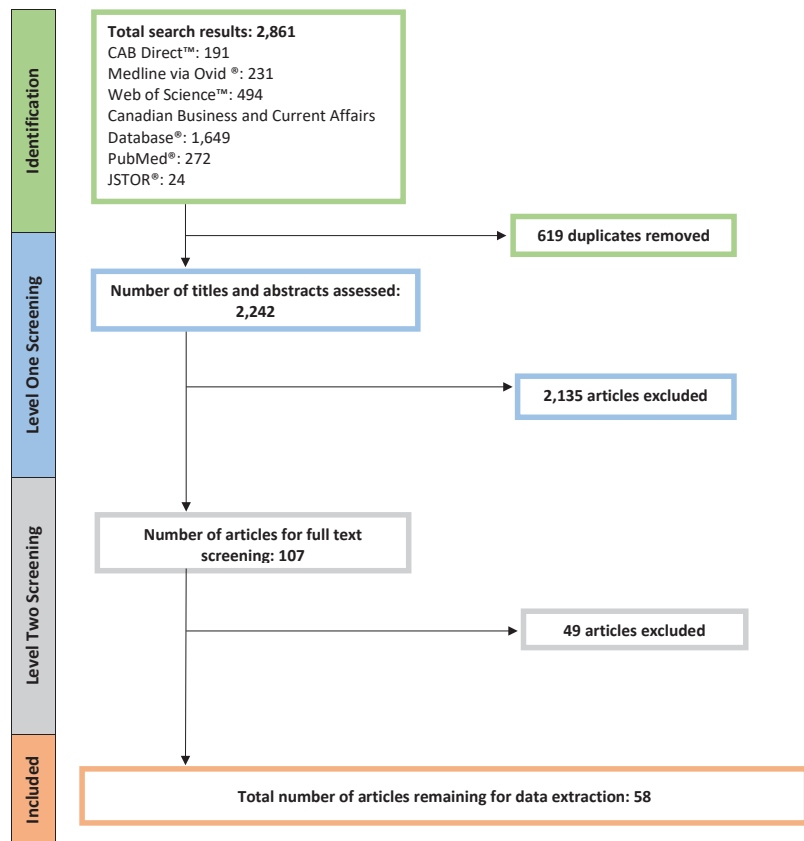 Identification
Total search results: 2,861
CAB Direct™: 191
Medline via Ovid ®: 231
Web of Science™: 494
Canadian Business and Current Affairs
Database®: 1,649
PubMed®: 272
JSTOR®: 24
619 duplicates removed
Level One Screening
Number of titles and abstracts assessed:
2,242
2,135 articles excluded
Level Two Screening
Number of articles for full text
screening: 107
49 articles excluded
Included
Total number of articles remaining for data extraction: 58